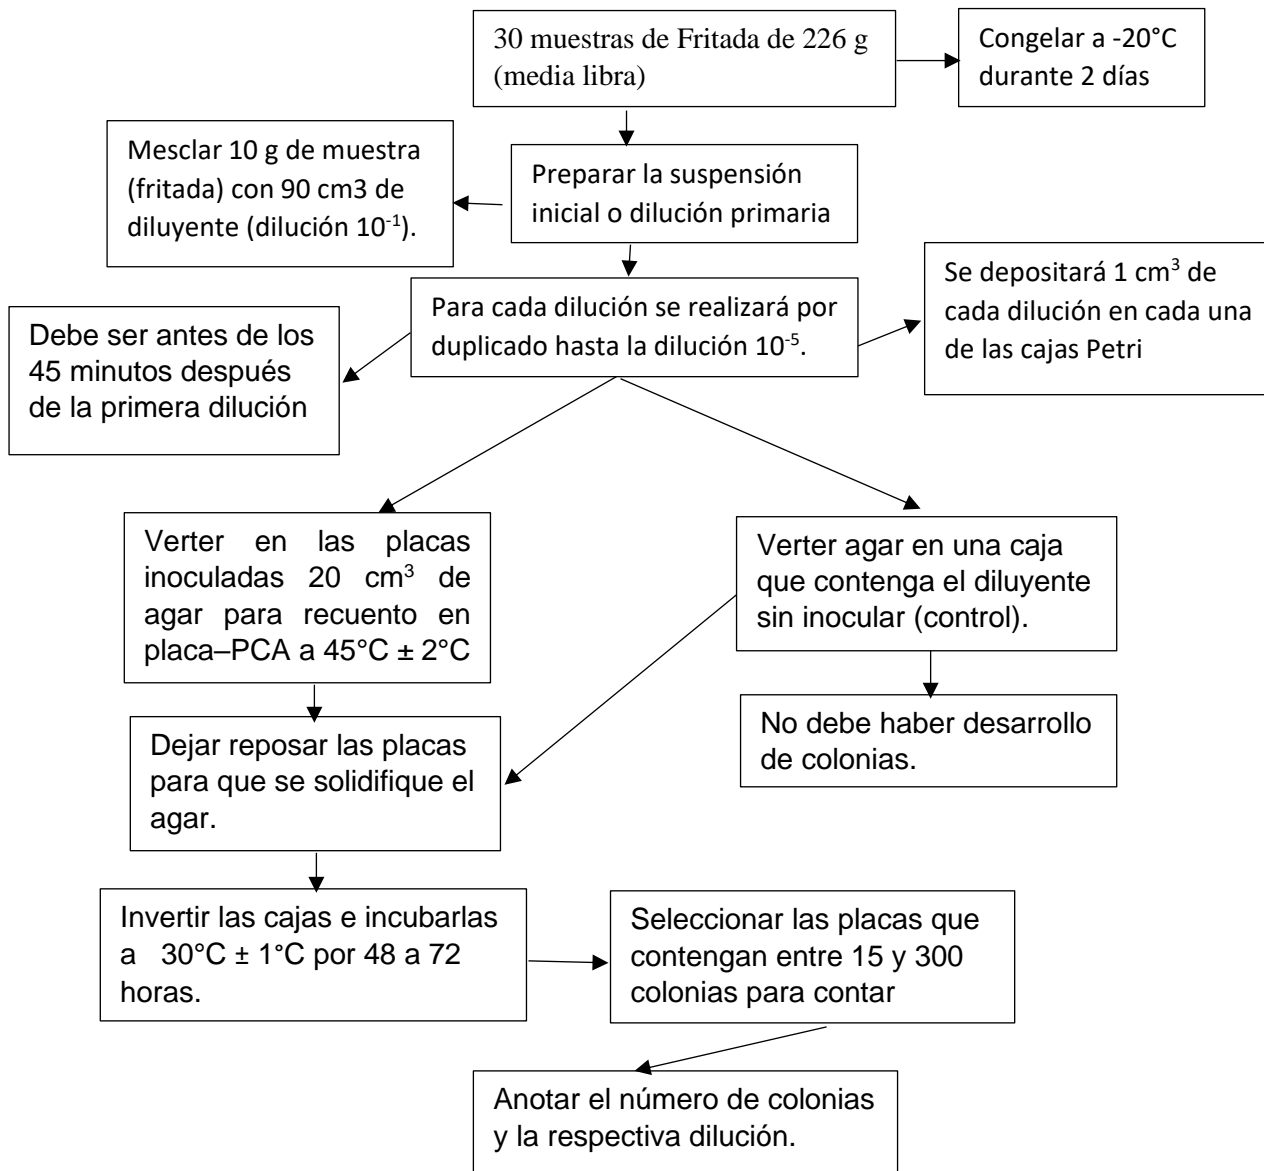 30 muestras de Fritada de 226 g
(media libra)
Congelar a -20°C
durante 2 días
Mesclar 10 g de muestra
(fritada) con 90 cm3 de
diluyente (dilución 10⁻¹).
Preparar la suspensión
inicial o dilución primaria
Se depositará 1 cm³ de
cada dilución en cada una
de las cajas Petri
Para cada dilución se realizará por
duplicado hasta la dilución 10⁻⁵.
Debe ser antes de los
45 minutos después
de la primera dilución
Verter en las placas
inoculadas 20 cm³ de
agar para recuento en
placa–PCA a 45°C ± 2°C
Verter agar en una caja
que contenga el diluyente
sin inocular (control).
No debe haber desarrollo
de colonias.
Dejar reposar las placas
para que se solidifique el
agar.
Invertir las cajas e incubarlas
a 30°C ± 1°C por 48 a 72
horas.
Seleccionar las placas que
contengan entre 15 y 300
colonias para contar
Anotar el número de colonias
y la respectiva dilución.